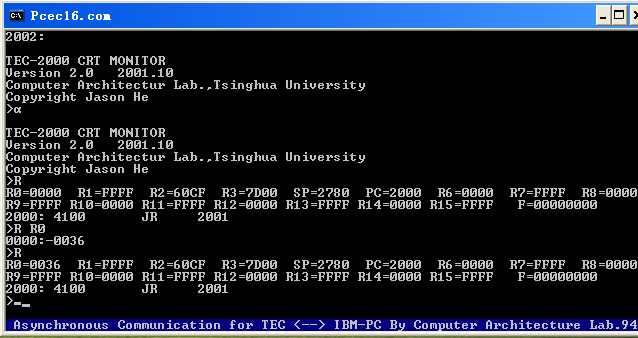 Pcec16.com
2002:
TEC-2000 CRT MONITOR
Version 2.0 2001.10
Computer Architectur Lab.,Tsinghua University
Copyright Jason He
>α
TEC-2000 CRT MONITOR
Version 2.0 2001.10
Computer Architectur Lab.,Tsinghua University
Copyright Jason He
>R
R0=0000 R1=FFFF R2=60CF R3=7D00 SP=2780 PC=2000 R6=0000 R7=FFFF R8=0000
R9=FFFF R10=0000 R11=FFFF R12=0000 R13=FFFF R14=0000 R15=FFFF F=00000000
2000: 4100 JR 2001
>R R0
0000:-0036
>R
R0=0036 R1=FFFF R2=60CF R3=7D00 SP=2780 PC=2000 R6=0000 R7=FFFF R8=0000
R9=FFFF R10=0000 R11=FFFF R12=0000 R13=FFFF R14=0000 R15=FFFF F=00000000
2000: 4100 JR 2001
>-_
Asynchronous Communication for TEC <--> IBM-PC By Computer Architecture Lab.94